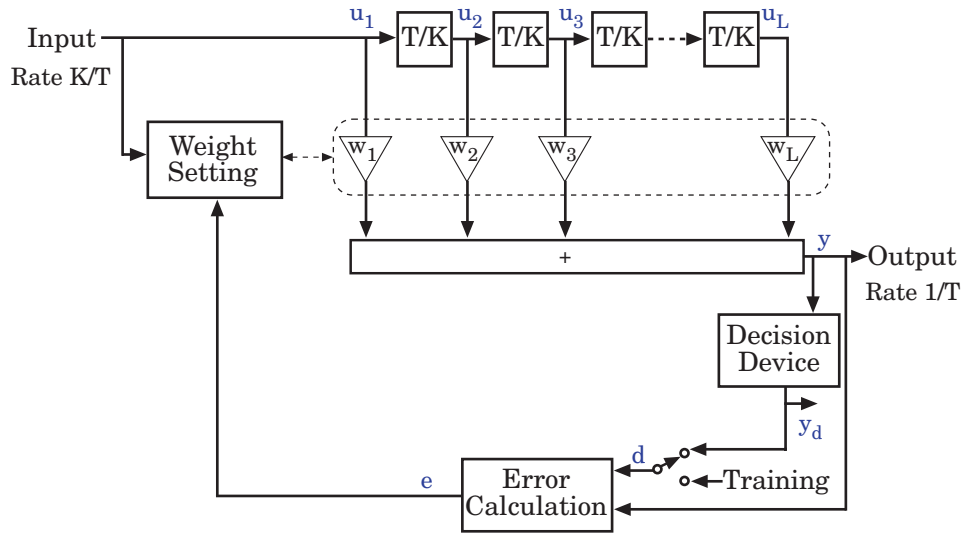 u1 u2 u3 uL
Input T/K T/K T/K T/K
Rate K/T
Weight
Setting
w1 w2 w3 wL
+
y
Output
Rate 1/T
Decision
Device
yd
d
Training
e
Error
Calculation